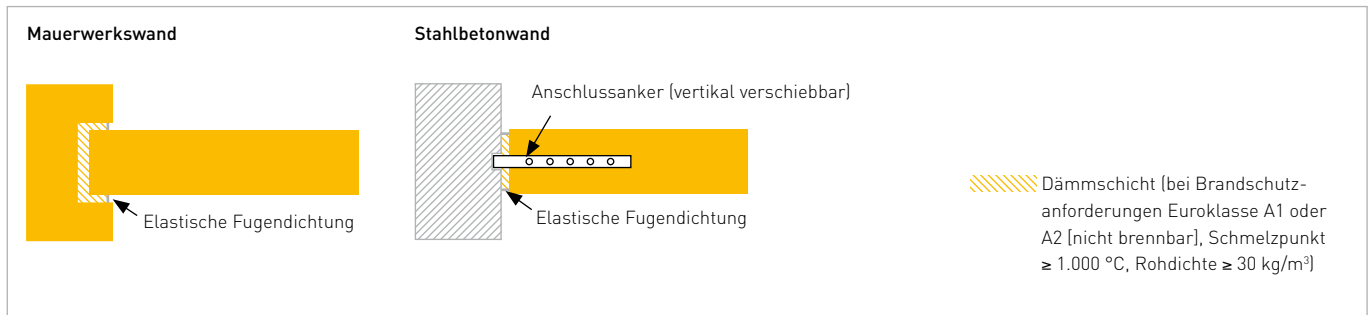 Mauerwerkswand
Stahlbetonwand
Anschlussanker (vertikal verschiebbar)
Elastische Fugendichtung
Elastische Fugendichtung
Dämmschicht (bei Brandschutz-
anforderungen Euroklasse A1 oder
A2 [nicht brennbar], Schmelzpunkt
≥ 1.000 °C, Rohdichte ≥ 30 kg/m³)